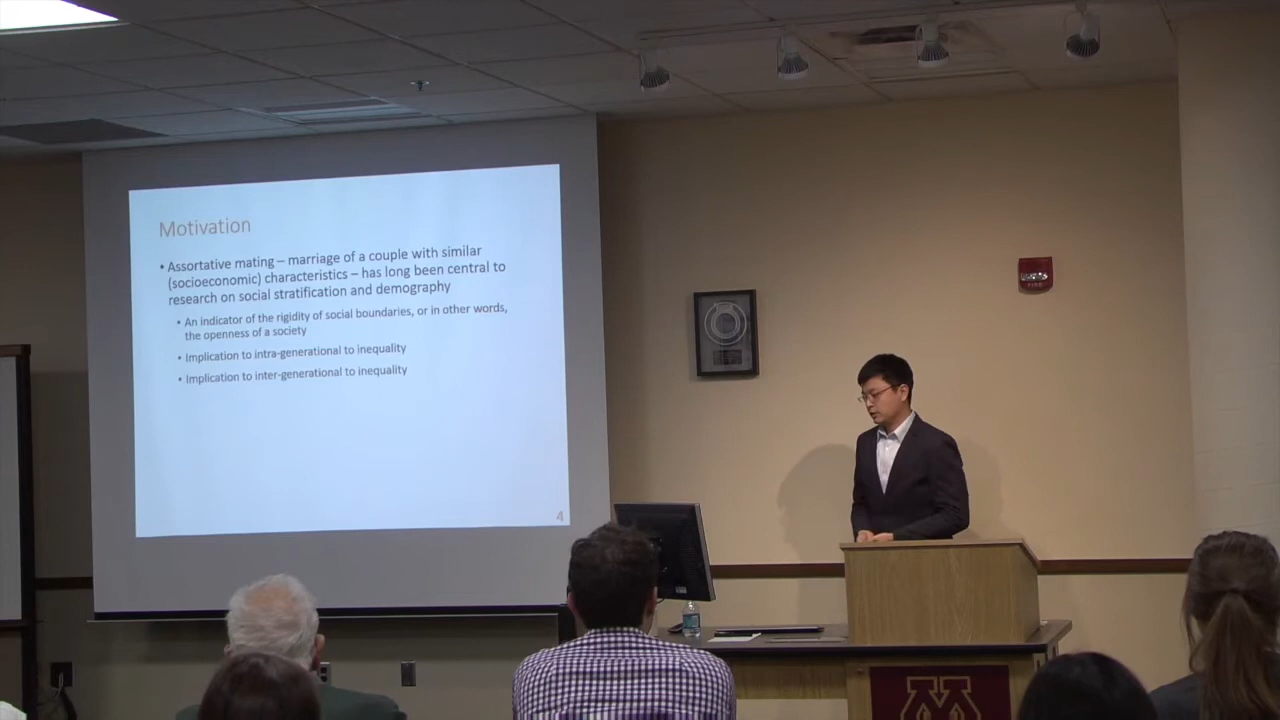 Motivation
• Assortative mating – marriage of a couple with similar
(socioeconomic) characteristics – has long been central to
research on social stratification and demography
• An indicator of the rigidity of social boundaries, or in other words,
the openness of a society
• Implication to intra-generational to inequality
• Implication to inter-generational to inequality
4
FIRE
M